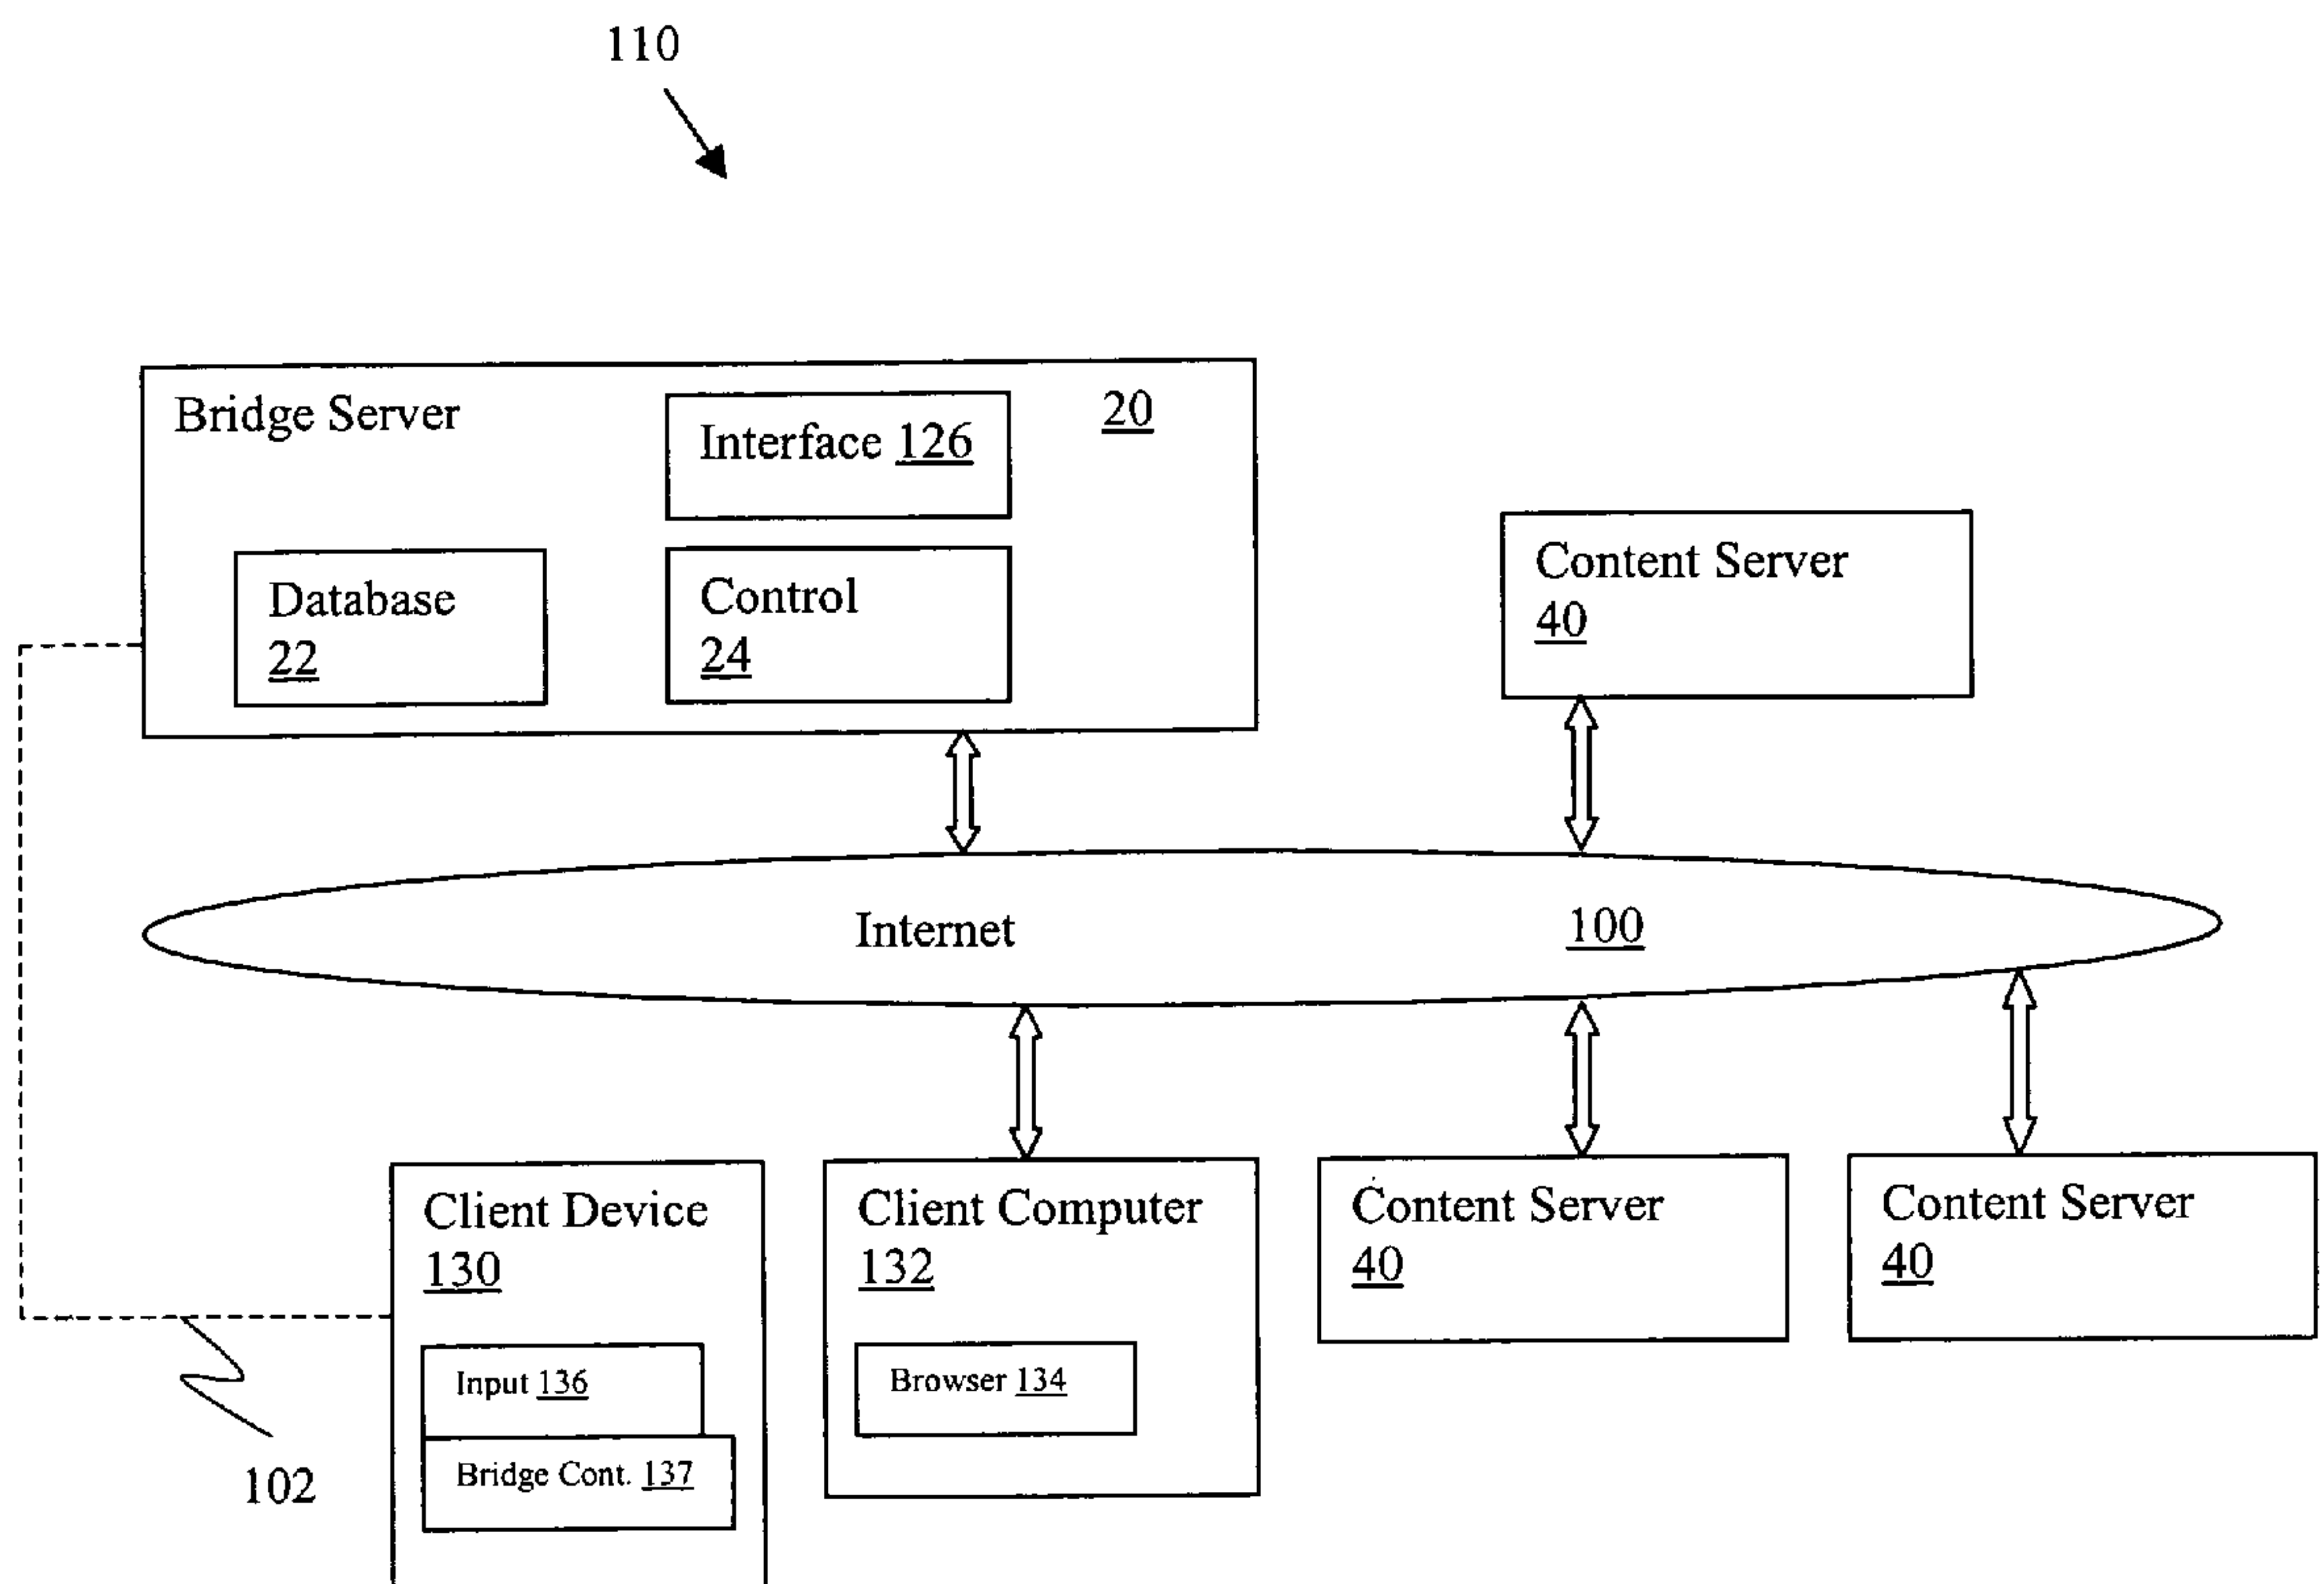 110
Bridge Server
20
Interface 126
Database
22
Control
24
Content Server
40
Internet
100
Client Device
130
Input 136
Bridge Cont. 137
Client Computer
132
Browser 134
Content Server
40
Content Server
40
102